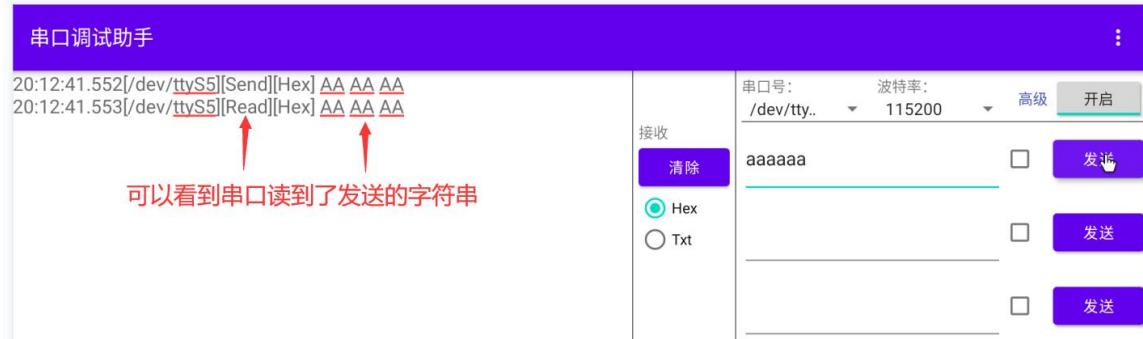 串口调试助手
20:12:41.552[/dev/ttyS5][Send][Hex] AA AA AA
20:12:41.553[/dev/ttyS5][Read][Hex] AA AA AA
可以看到串口读到了发送的字符串
接收
清除
Hex
Txt
串口号：
波特率：
/dev/tty..
115200
高级
开启
aaaaaa
发送
发送
发送